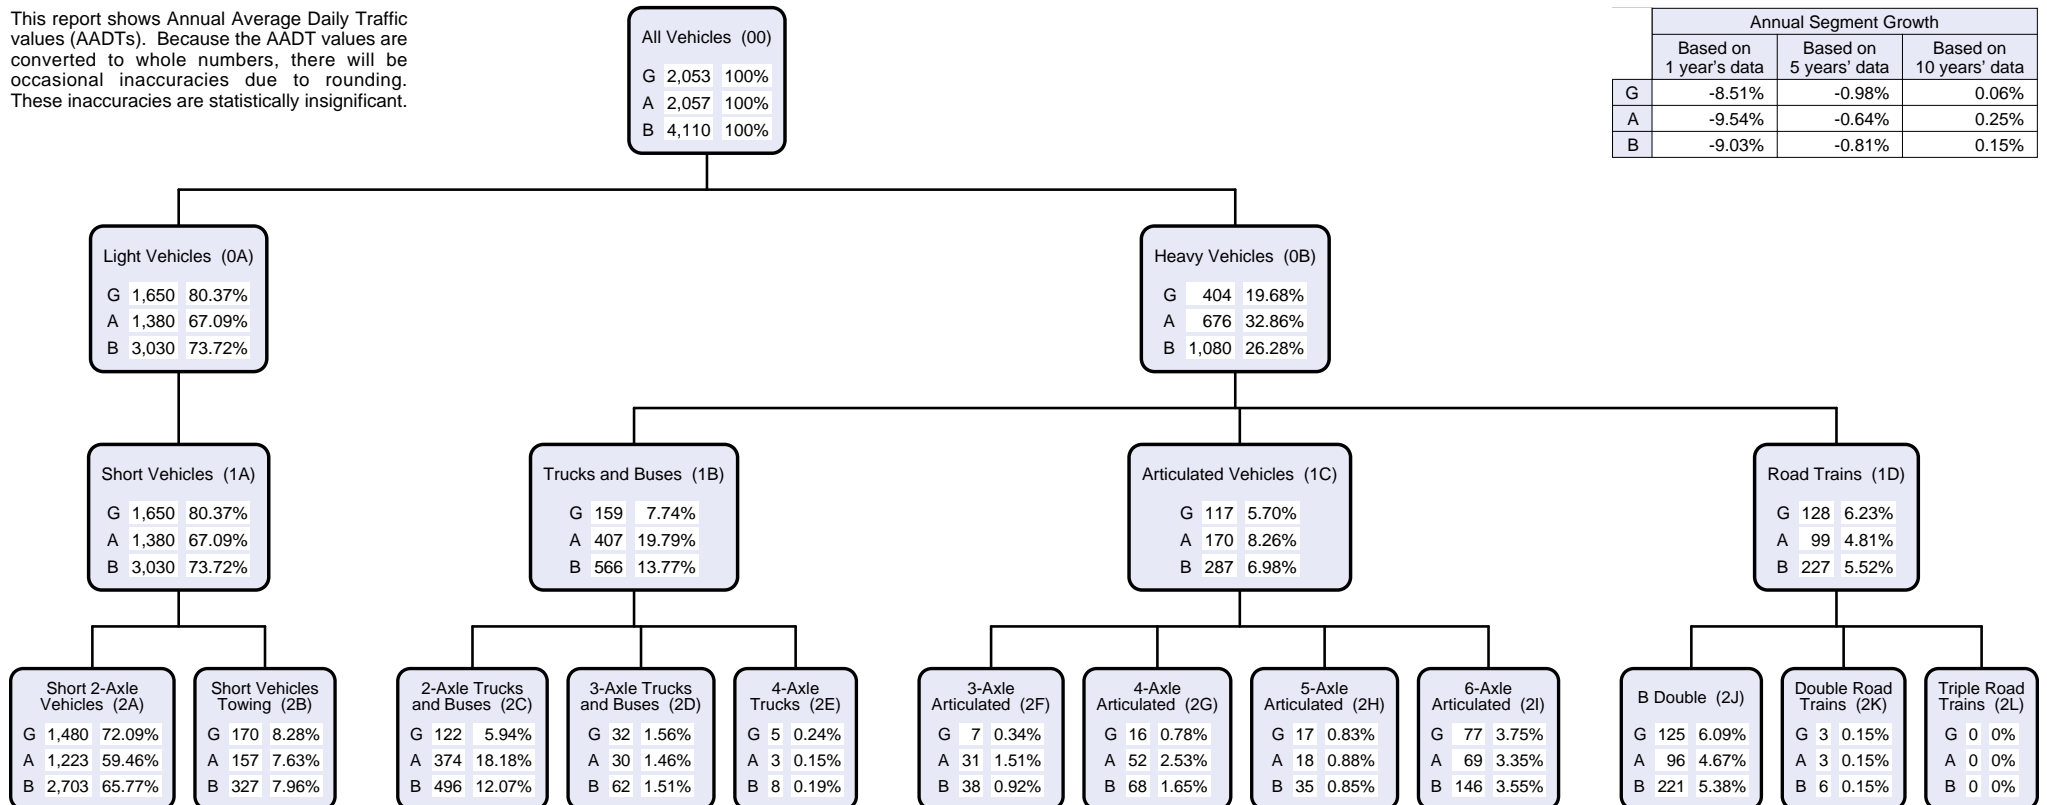 This report shows Annual Average Daily Traffic
values (AADTs). Because the AADT values are
converted to whole numbers, there will be
occasional inaccuracies due to rounding.
These inaccuracies are statistically insignificant.
All Vehicles (00)
G 2,053 100%
A 2,057 100%
B 4,110 100%
Annual Segment Growth
Based on 1 year's data Based on 5 years' data Based on 10 years' data
G -8.51% -0.98% 0.06%
A -9.54% -0.64% 0.25%
B -9.03% -0.81% 0.15%
Light Vehicles (0A)
G 1,650 80.37%
A 1,380 67.09%
B 3,030 73.72%
Heavy Vehicles (0B)
G 404 19.68%
A 676 32.86%
B 1,080 26.28%
Short Vehicles (1A)
G 1,650 80.37%
A 1,380 67.09%
B 3,030 73.72%
Trucks and Buses (1B)
G 159 7.74%
A 407 19.79%
B 566 13.77%
Articulated Vehicles (1C)
G 117 5.70%
A 170 8.26%
B 287 6.98%
Road Trains (1D)
G 128 6.23%
A 99 4.81%
B 227 5.52%
Short 2-Axle
Vehicles (2A)
G 1,480 72.09%
A 1,223 59.46%
B 2,703 65.77%
Short Vehicles
Towing (2B)
G 170 8.28%
A 157 7.63%
B 327 7.96%
2-Axle Trucks
and Buses (2C)
G 122 5.94%
A 374 18.18%
B 496 12.07%
3-Axle Trucks
and Buses (2D)
G 32 1.56%
A 30 1.46%
B 62 1.51%
4-Axle
Trucks (2E)
G 5 0.24%
A 3 0.15%
B 8 0.19%
3-Axle
Articulated (2F)
G 7 0.34%
A 31 1.51%
B 38 0.92%
4-Axle
Articulated (2G)
G 16 0.78%
A 52 2.53%
B 68 1.65%
5-Axle
Articulated (2H)
G 17 0.83%
A 18 0.88%
B 35 0.85%
6-Axle
Articulated (2I)
G 77 3.75%
A 69 3.35%
B 146 3.55%
B Double (2J)
G 125 6.09%
A 96 4.67%
B 221 5.38%
Double Road
Trains (2K)
G 3 0.15%
A 3 0.15%
B 6 0.15%
Triple Road
Trains (2L)
G 0 0%
A 0 0%
B 0 0%